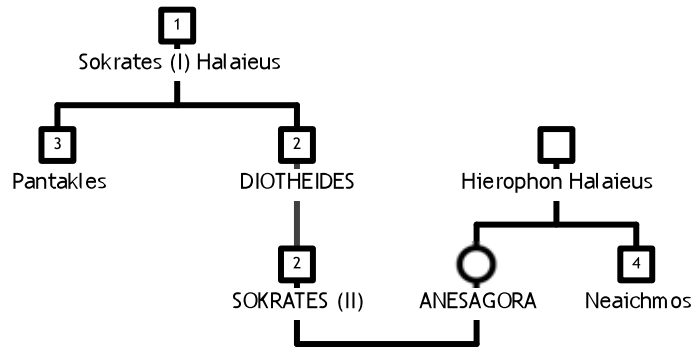 1
Sokrates (I) Halaieus
3
2
Pantakles
DIOTHEIDES
Hierophon Halaieus
2
4
SOKRATES (II)
ANESAGORA
Neaichmos